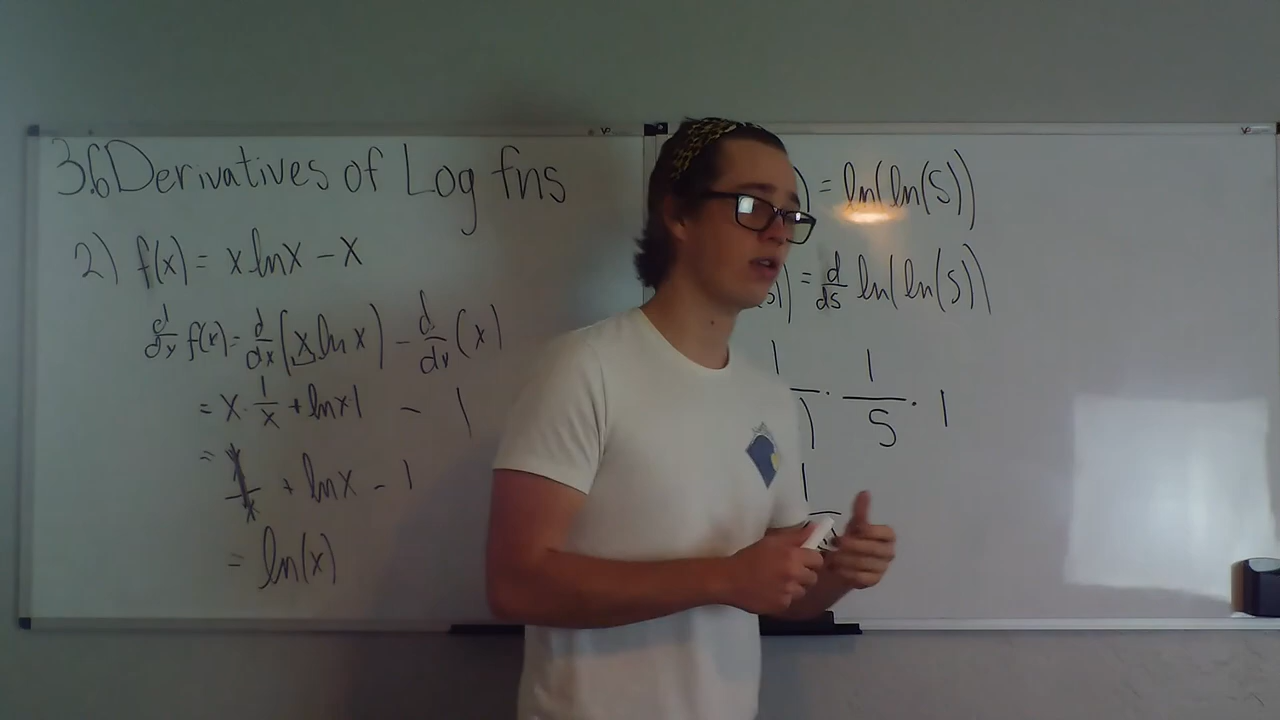 3.6 Derivatives of Log fns
2) f(x) = x ln x - x
d/dx f(x) = d/dx (x ln x) - d/dx (x)
= x · 1/x + ln x 1 - 1
= x/x + ln x - 1
= ln(x)
) = ln(ln(s))
s) = d/ds ln(ln(s))
1/ ) · 1/s · 1
1